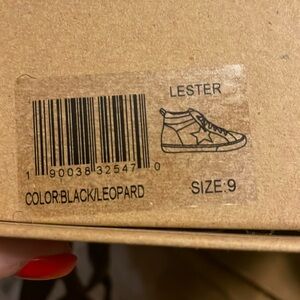 LESTER
1 90038 32547 0
COLOR:BLACK/LEOPARD
SIZE:9